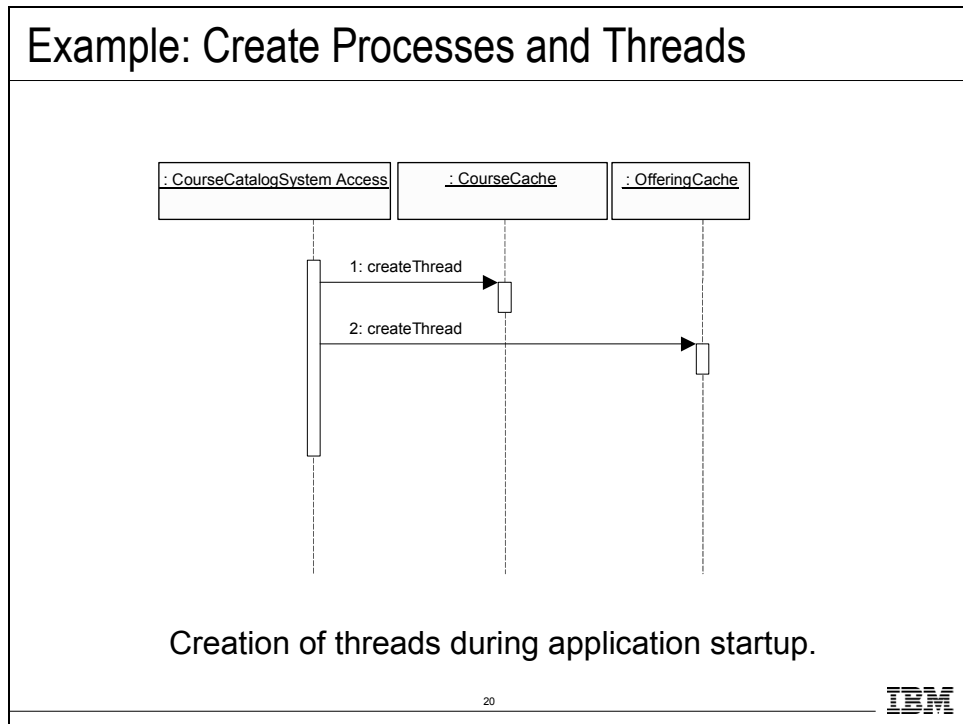 Example: Create Processes and Threads
: CourseCatalogSystem Access
: CourseCache
: OfferingCache
1: createThread
2: createThread
Creation of threads during application startup.
20
IBM